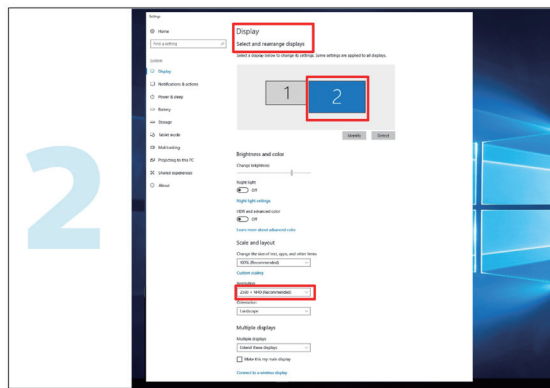 2
Settings
Home
Find a setting
System
Display
Notifications & actions
Power & sleep
Battery
Storage
Tablet mode
Multitasking
Projecting to this PC
Shared experiences
About
Display
Select and rearrange displays
Select a display below to change its settings. Some settings are applied to all displays.
1
2
Identify
Detect
Brightness and color
Change brightness
Night light
Off
Night light settings
HDR and advanced color
Off
Learn more about advanced color
Scale and layout
Change the size of text, apps, and other items
100% (Recommended)
Custom scaling
Resolution
2560 × 1440 (Recommended)
Orientation
Landscape
Multiple displays
Multiple displays
Extend these displays
Make this my main display
Connect to a wireless display